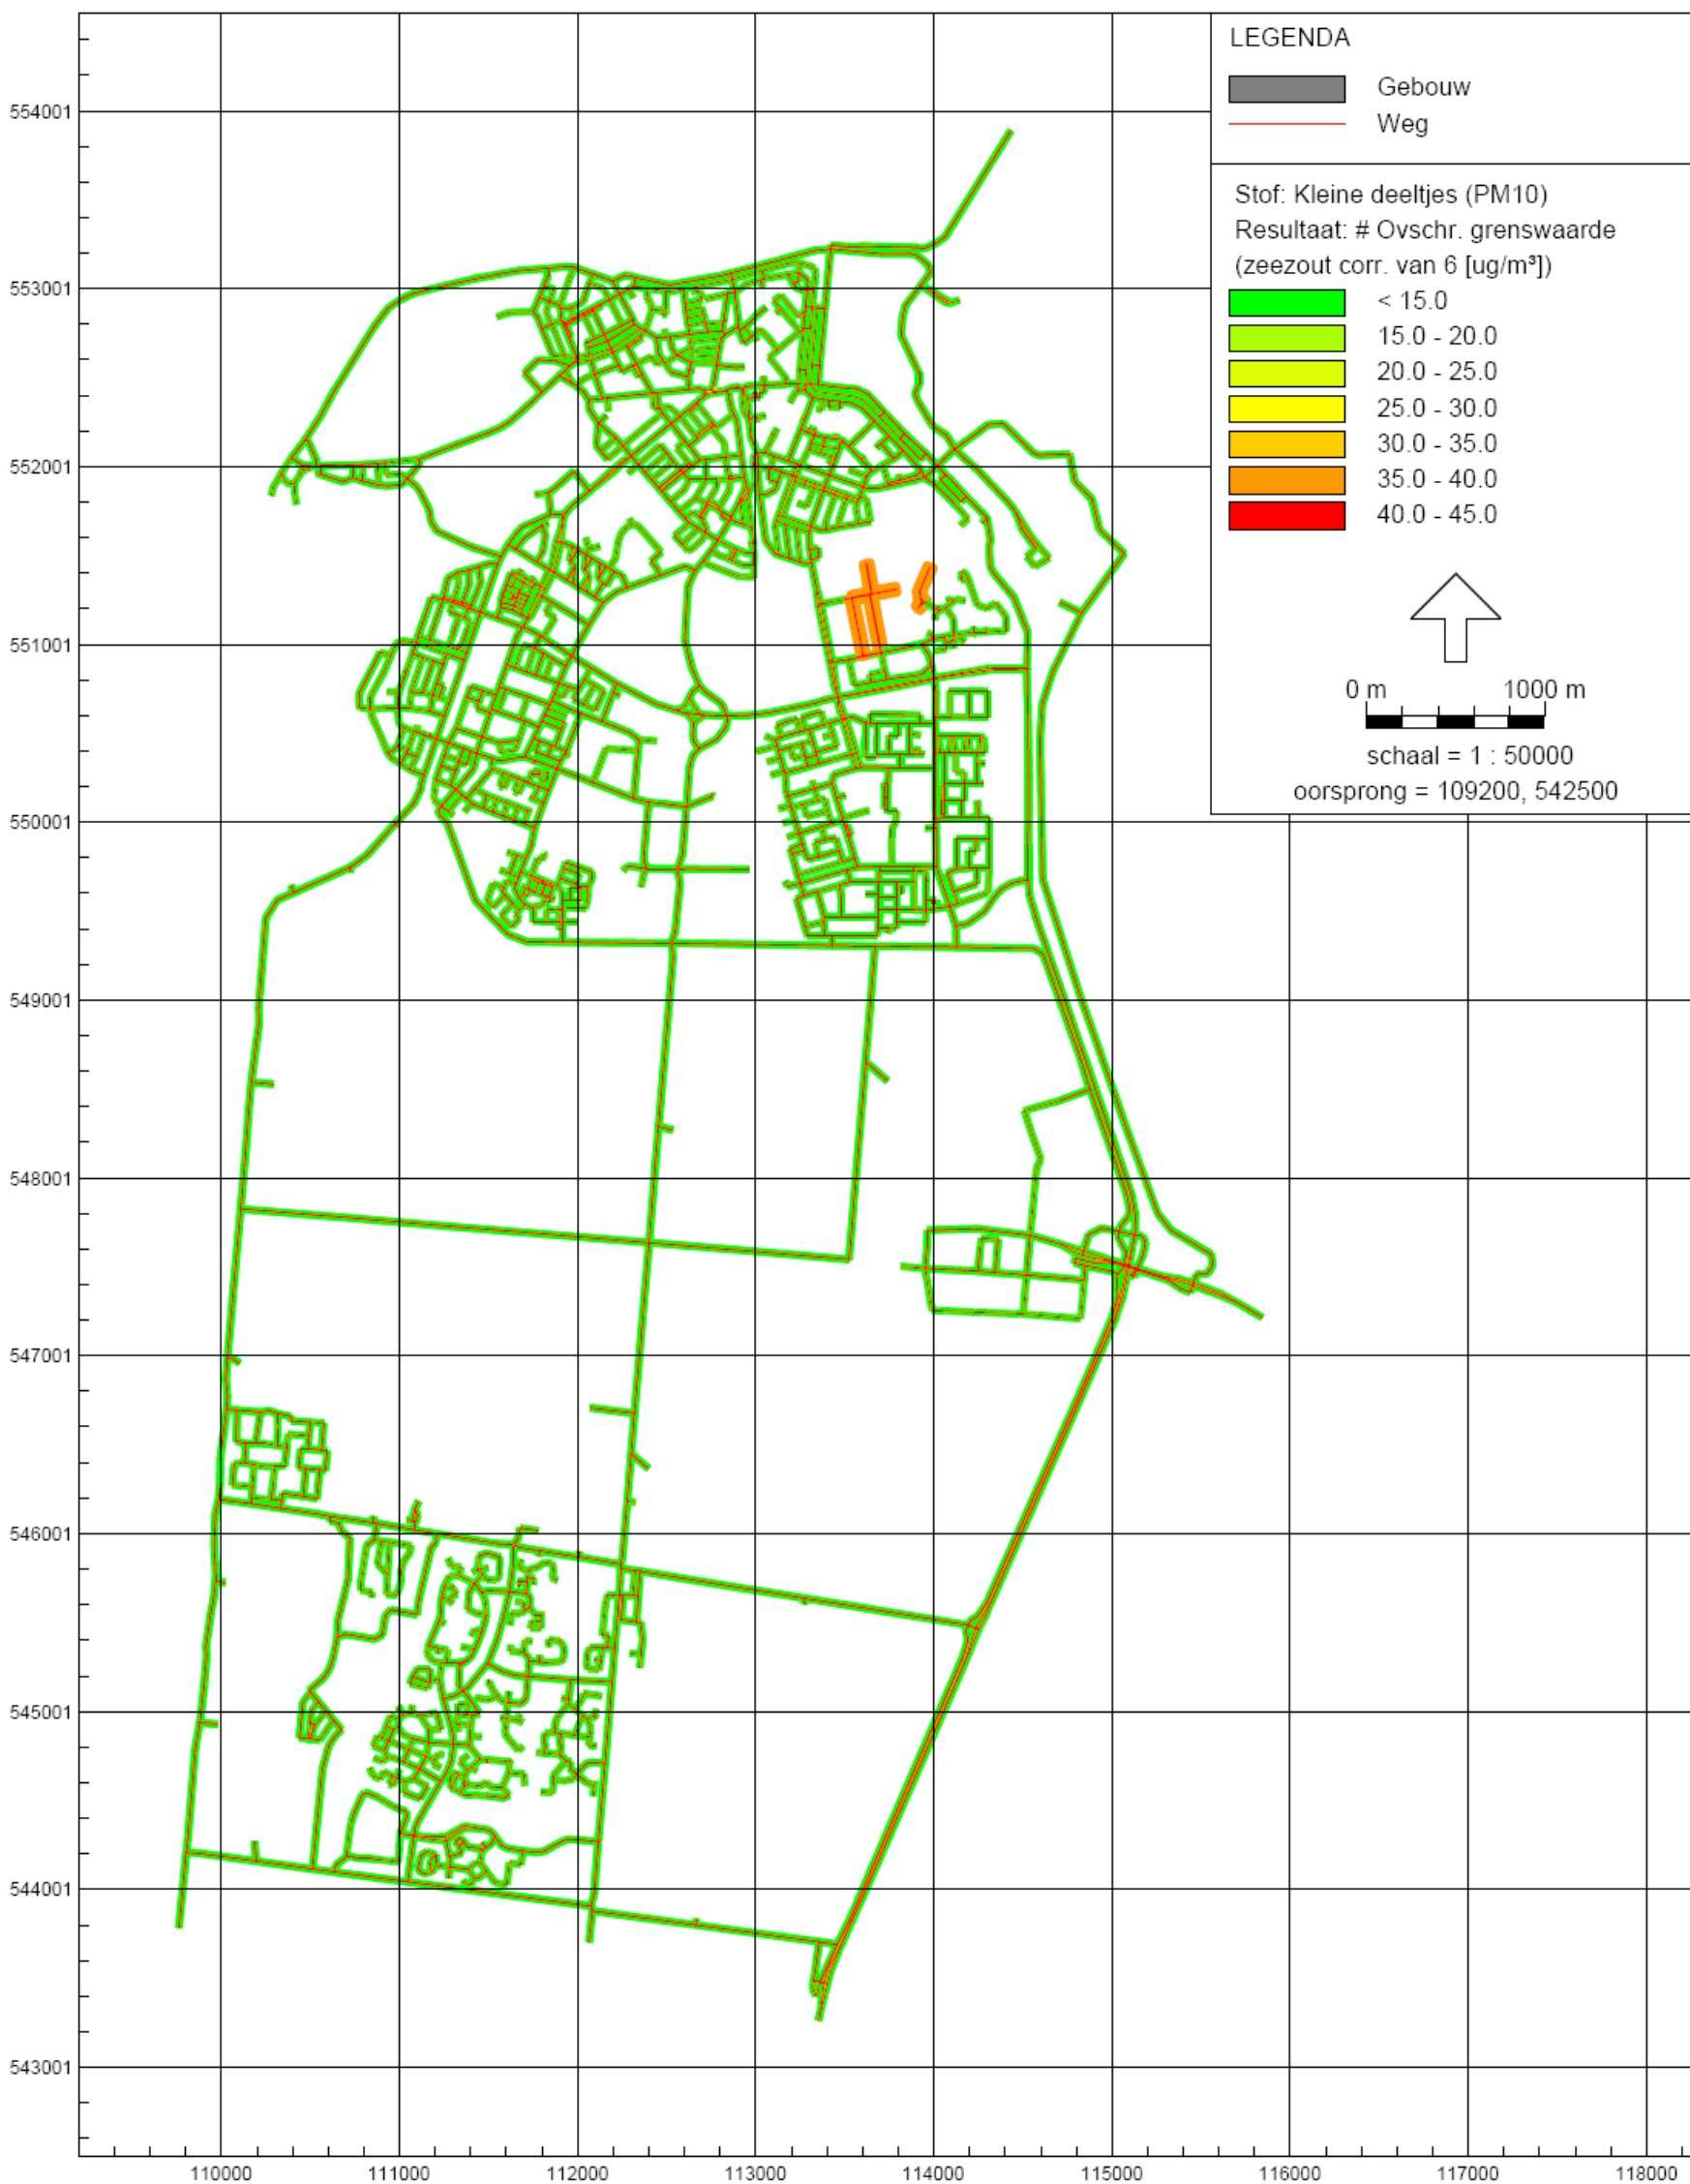 LEGENDA
Gebouw
Weg
Stof: Kleine deeltjes (PM10)
Resultaat: # Ovschr. grenswaarde
(zeezout corr. van 6 [ug/m³])
< 15.0
15.0 - 20.0
20.0 - 25.0
25.0 - 30.0
30.0 - 35.0
35.0 - 40.0
40.0 - 45.0
0 m 1000 m
schaal = 1 : 50000
oorsprong = 109200, 542500
554001
553001
552001
551001
550001
549001
548001
547001
546001
545001
544001
543001
110000 111000 112000 113000 114000 115000 116000 117000 118000